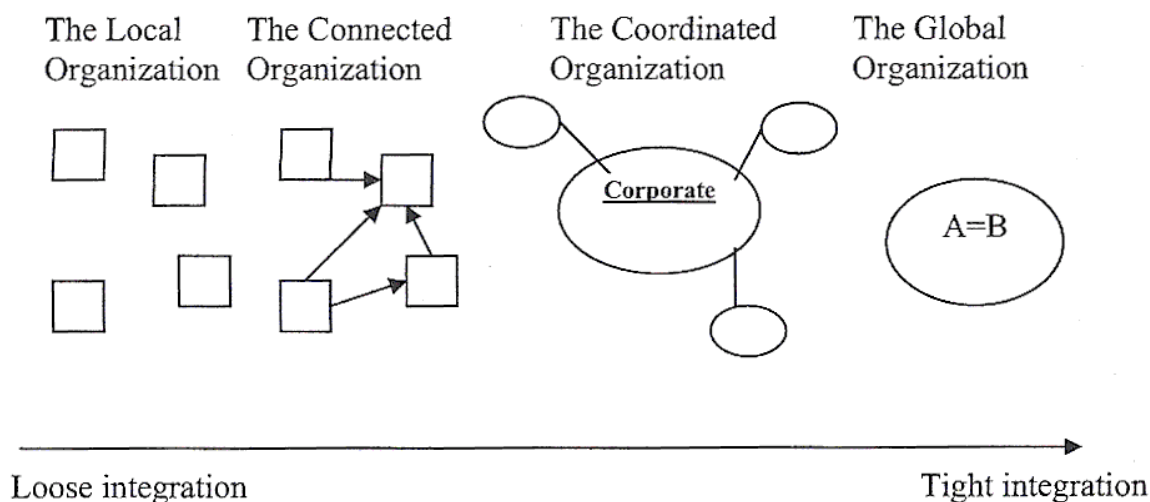 The Local
Organization
The Connected
Organization
The Coordinated
Organization
The Global
Organization
Corporate
A=B
Loose integration
Tight integration